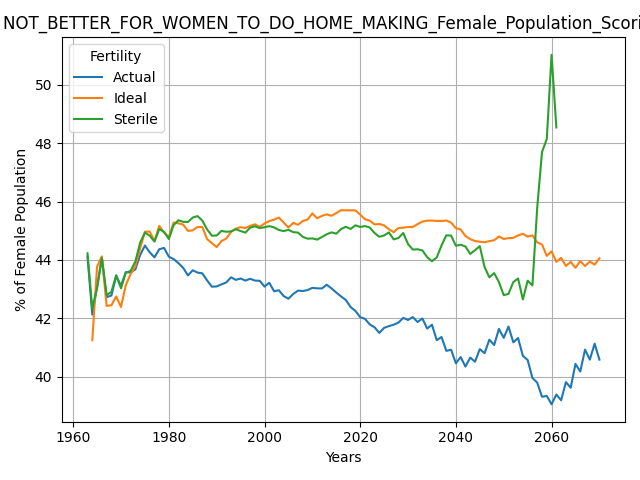 NOT_BETTER_FOR_WOMEN_TO_DO_HOME_MAKING_Female_Population_Scori
Fertility
Actual
Ideal
Sterile
% of Female Population
50
48
46
44
42
40
1960
1980
2000
2020
2040
2060
Years